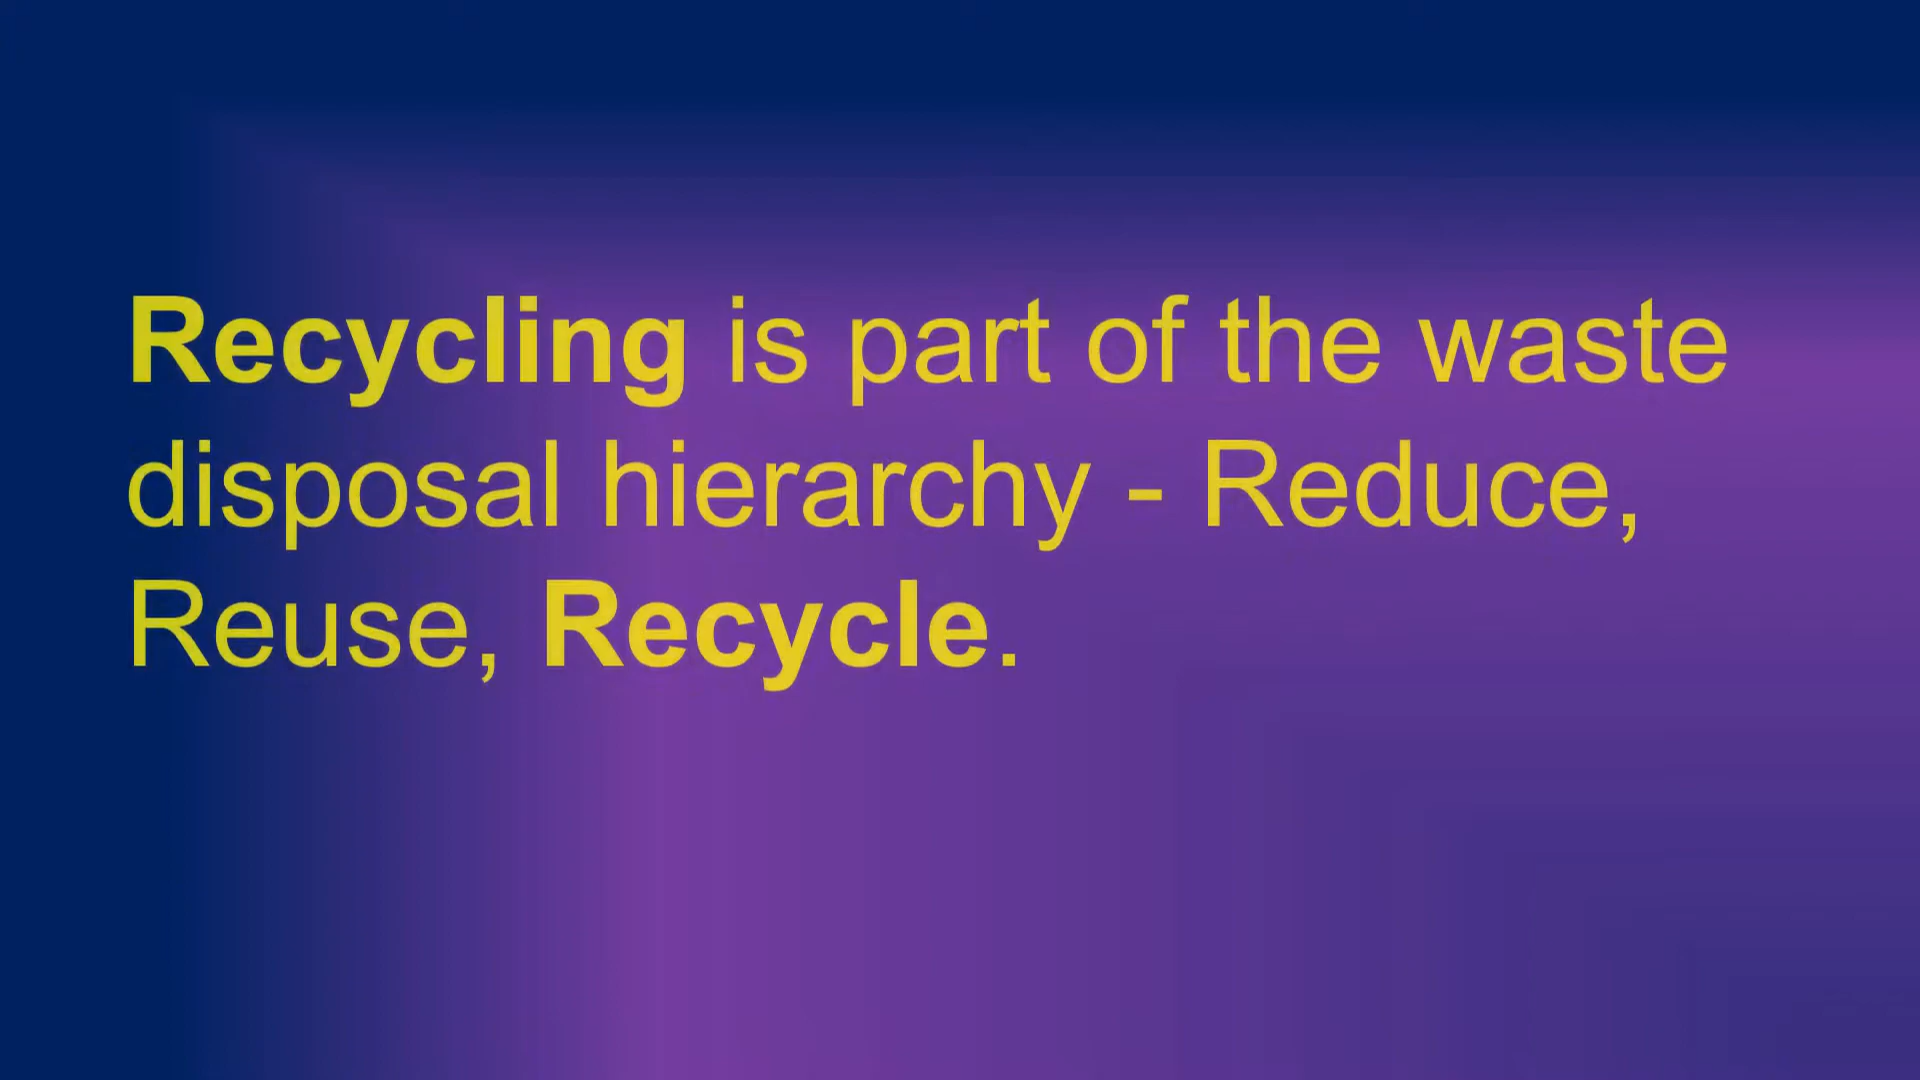 Recycling is part of the waste
disposal hierarchy - Reduce,
Reuse, Recycle.